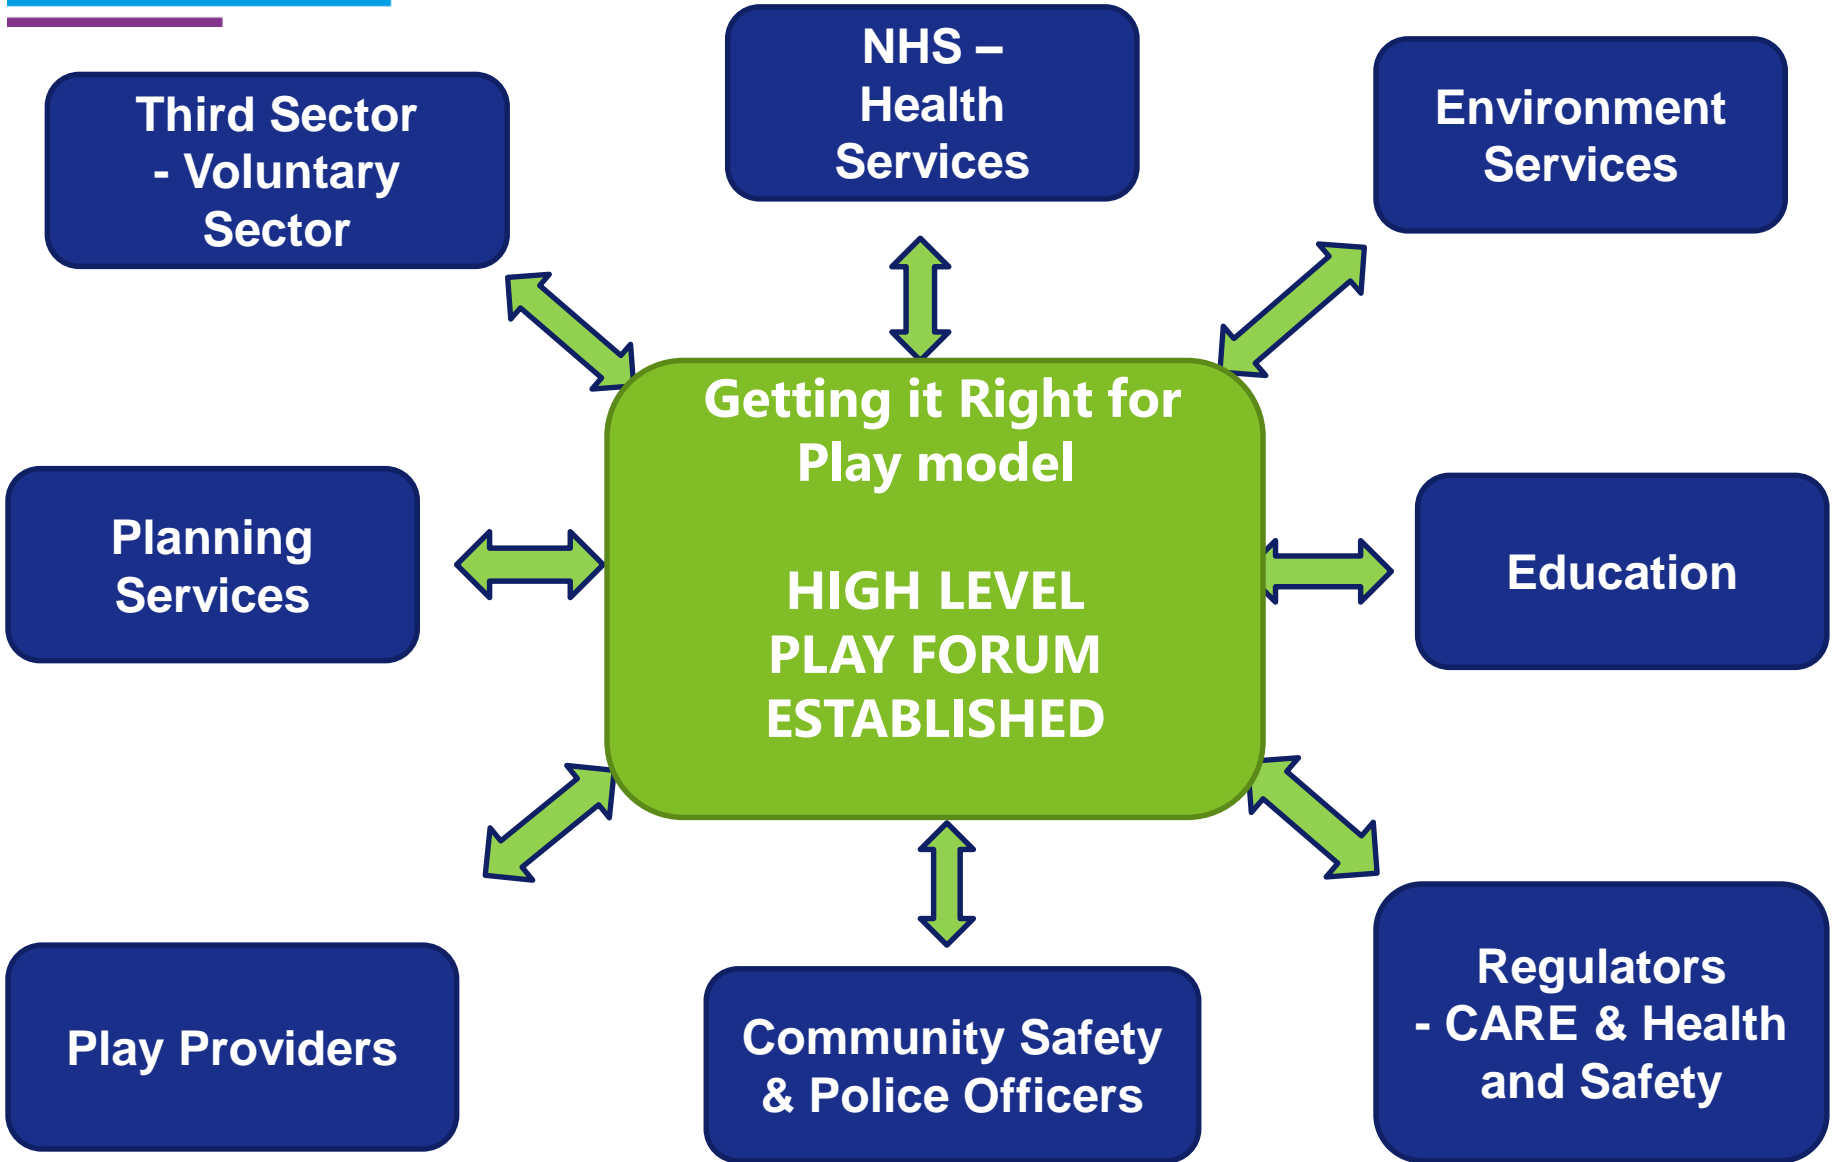 Third Sector
- Voluntary
Sector
NHS –
Health
Services
Environment
Services
Getting it Right for
Play model
HIGH LEVEL
PLAY FORUM
ESTABLISHED
Planning
Services
Education
Play Providers
Community Safety
& Police Officers
Regulators
- CARE & Health
and Safety